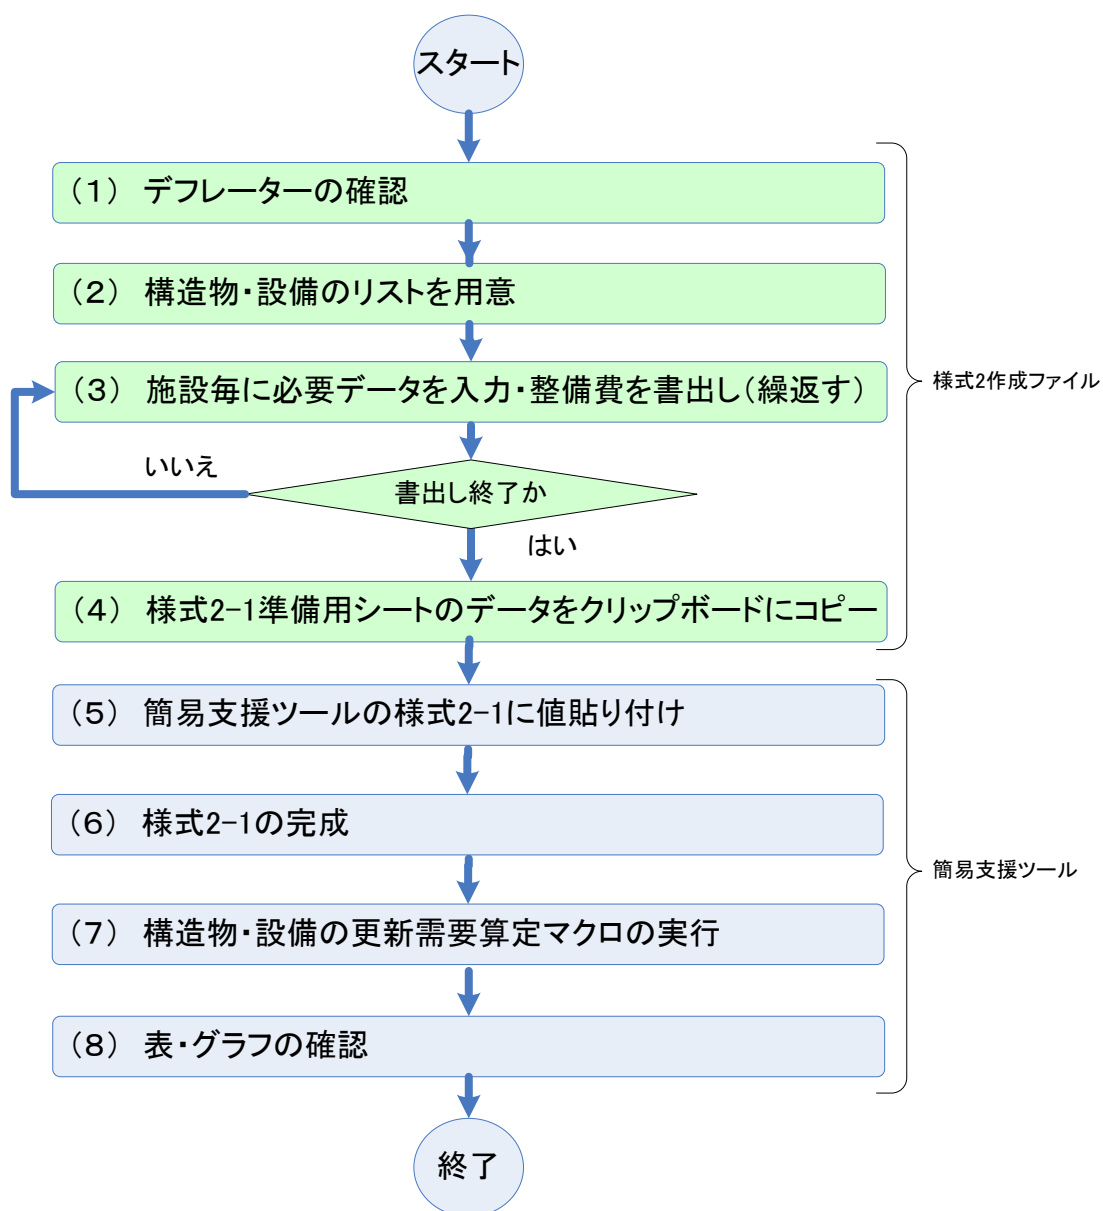 スタート
(1) デフレーターの確認
(2) 構造物・設備のリストを用意
(3) 施設毎に必要データを入力・整備費を書出し(繰返す)
いいえ
書出し終了か
はい
(4) 様式2-1準備用シートのデータをクリップボードにコピー
様式2作成ファイル
(5) 簡易支援ツールの様式2-1に値貼り付け
(6) 様式2-1の完成
(7) 構造物・設備の更新需要算定マクロの実行
(8) 表・グラフの確認
簡易支援ツール
終了